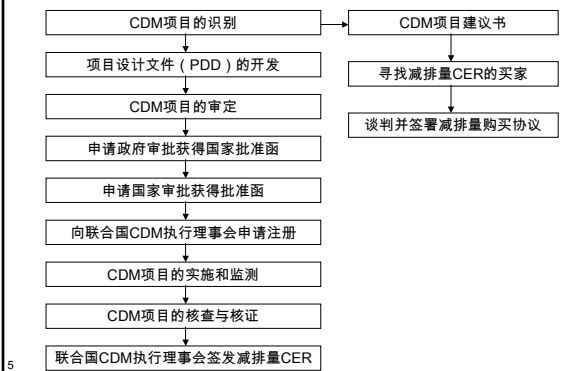 CDM项目的识别
CDM项目建议书
项目设计文件（PDD）的开发
寻找减排量CER的买家
CDM项目的审定
谈判并签署减排量购买协议
申请政府审批获得国家批准函
申请国家审批获得批准函
向联合国CDM执行理事会申请注册
CDM项目的实施和监测
CDM项目的核查与核证
联合国CDM执行理事会签发减排量CER
5